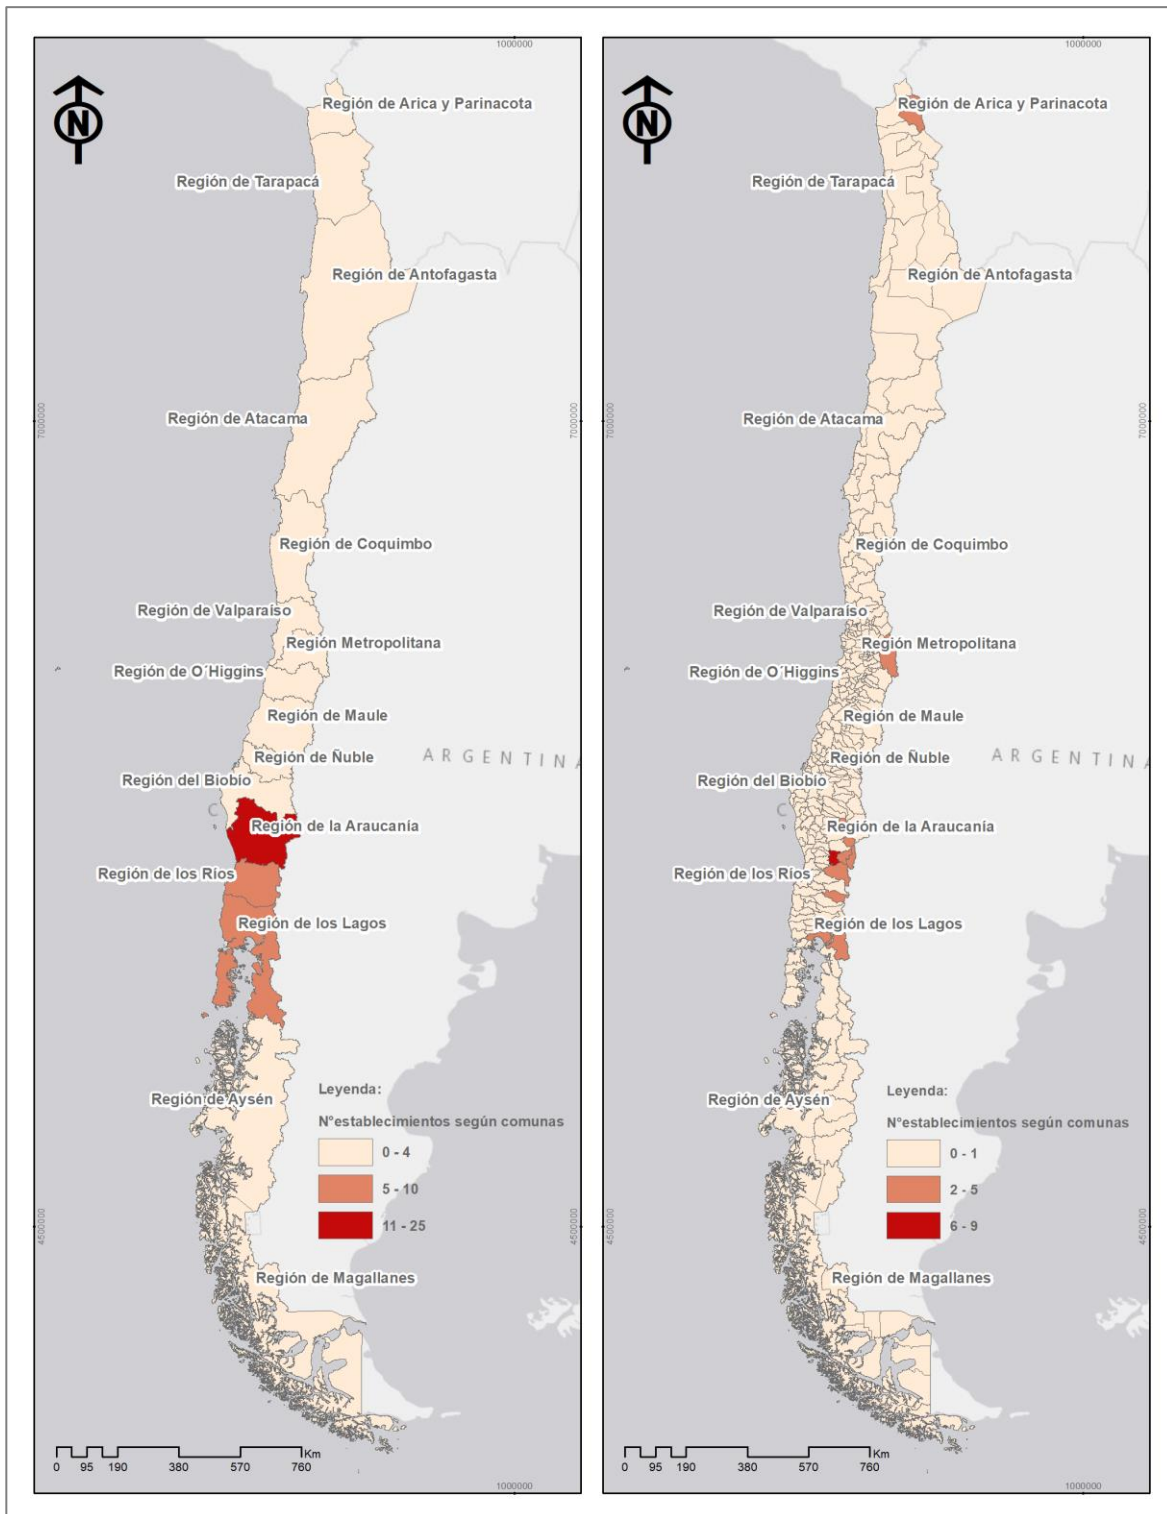 1000000
N
Región de Arica y Parinacota
Región de Tarapacá
Región de Antofagasta
7000000
7000000
Región de Atacama
Región de Coquimbo
Región de Valparaíso
Región Metropolitana
Región de O´Higgins
Región de Maule
Región de Ñuble
ARGENTINA
Región del Biobio
C
Región de la Araucanía
Región de los Ríos
Región de los Lagos
Región de Aysén
Leyenda:
N°establecimientos según comunas
0 - 4
5 - 10
11 - 25
4500000
4500000
Región de Magallanes
Km
0 95 190 380 570 760
1000000
1000000
N
Región de Arica y Parinacota
Región de Tarapacá
Región de Antofagasta
7000000
7000000
Región de Atacama
Región de Coquimbo
Región de Valparaíso
Región Metropolitana
Región de O´Higgins
Región de Maule
Región de Ñuble
ARGENTINA
Región del Biobio
C
Región de la Araucanía
Región de los Ríos
Región de los Lagos
Región de Aysén
Leyenda:
N°establecimientos según comunas
0 - 1
2 - 5
6 - 9
4500000
4500000
Región de Magallanes
Km
0 95 190 380 570 760
1000000